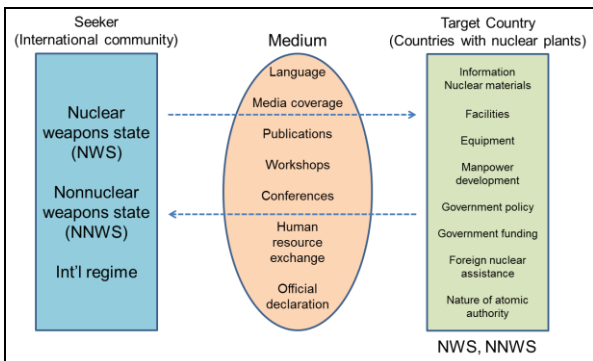 Seeker
(International community)
Nuclear
weapons state
(NWS)
Nonnuclear
weapons state
(NNWS)
Int'l regime
Medium
Language
Media coverage
Publications
Workshops
Conferences
Human
resource
exchange
Official
declaration
Target Country
(Countries with nuclear plants)
Information
Nuclear materials
Facilities
Equipment
Manpower
development
Government policy
Government funding
Foreign nuclear
assistance
Nature of atomic
authority
NWS, NNWS